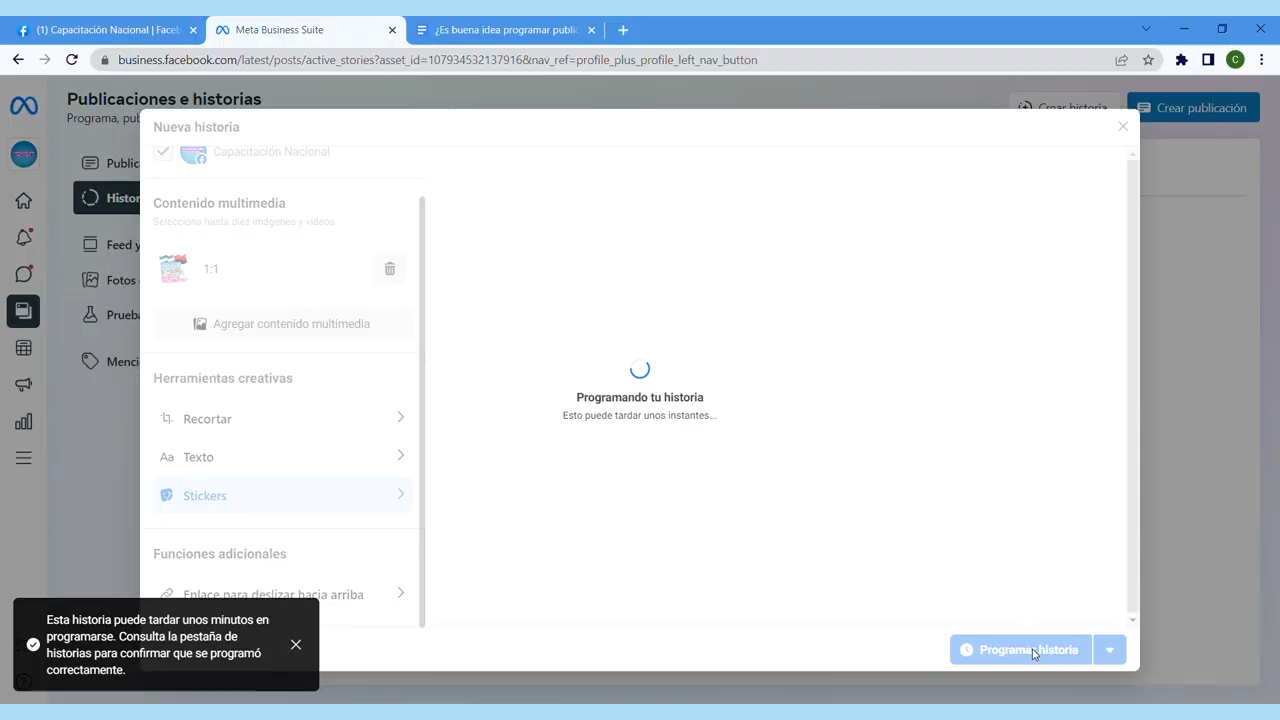 (1) Capacitación Nacional | Faceb
Meta Business Suite
¿Es buena idea programar public
business.facebook.com/latest/posts/active_stories?asset_id=107934532137916&nav_ref=profile_plus_profile_left_nav_button
C
Publicaciones e historias
Programa, pub
Crear historia
Crear publicación
Nueva historia
Capacitación Nacional
Public
Histor
Feed y
Fotos
Prueba
Menci
Contenido multimedia
Selecciona hasta diez imágenes y videos.
1:1
Agregar contenido multimedia
Herramientas creativas
Recortar
Aa Texto
Stickers
Funciones adicionales
Enlace para deslizar hacia arriba
Programando tu historia
Esto puede tardar unos instantes...
Esta historia puede tardar unos minutos en
programarse. Consulta la pestaña de
historias para confirmar que se programó
correctamente.
Programar historia